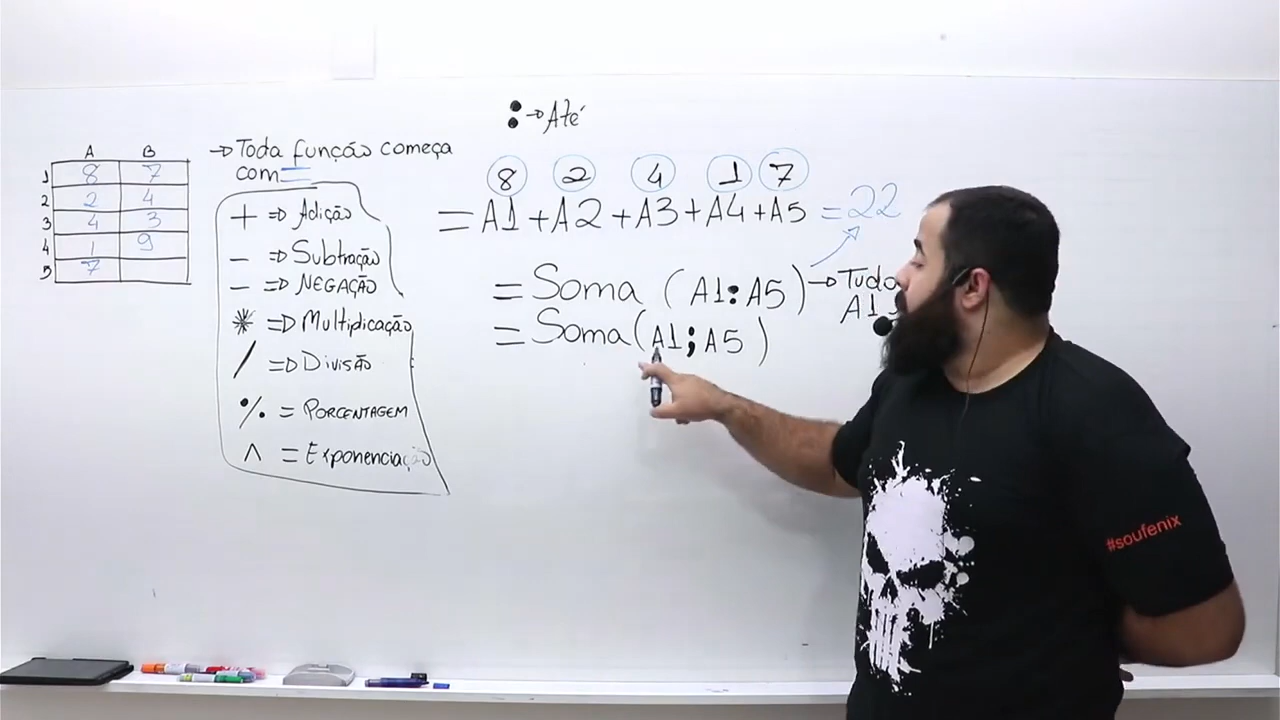 A B
1 8 7
2 2 4
3 4 3
4 1 9
5 7
→ Toda função começa
com =
+ => Adição
- => Subtração
- => NEGAÇÃO
* => Multiplicação
/ => Divisão
% = PORCENTAGEM
^ = Exponenciação
: → Até
8 2 4 1 7
=A1+A2+A3+A4+A5=22
=Soma (A1:A5) → Tudo
A1
=Soma(A1;A5)
#soufenix